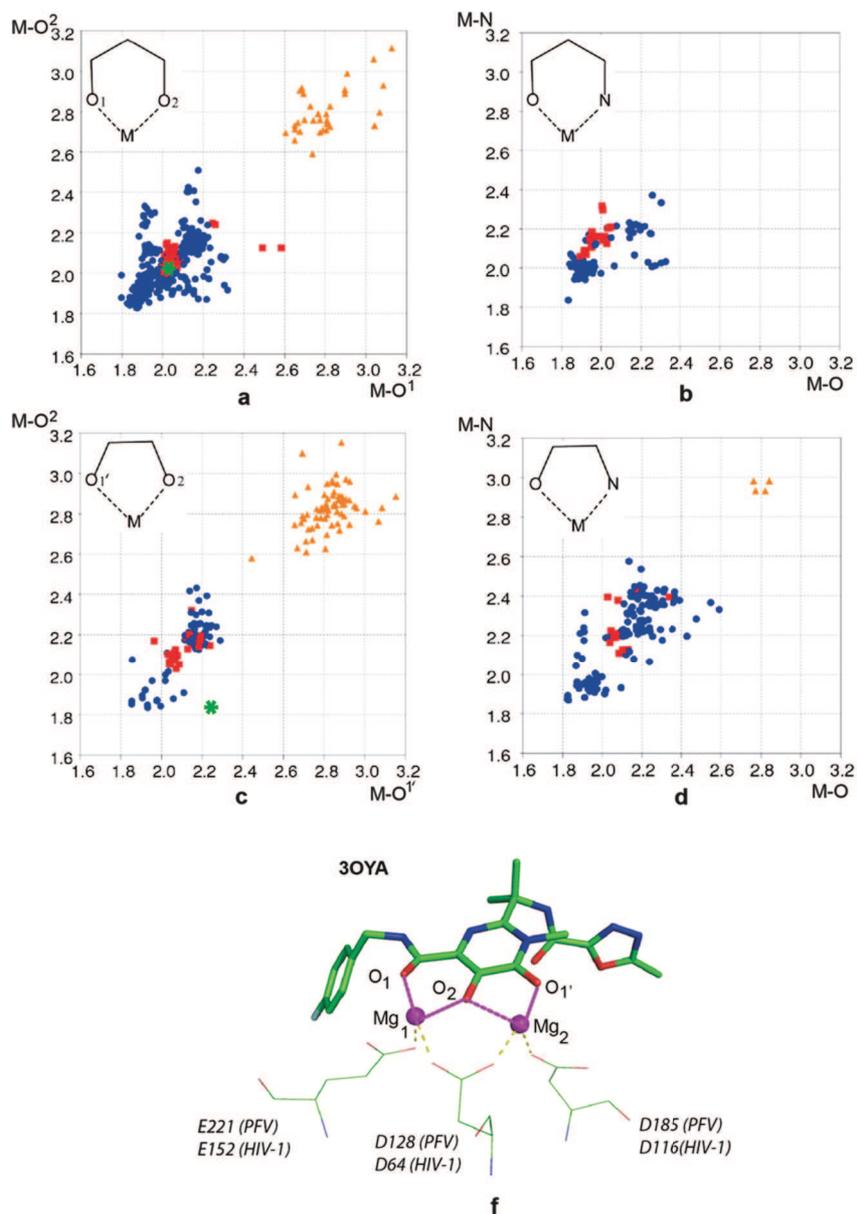 M-O2
3.2
3.0
2.8
2.6
2.4
2.2
2.0
1.8
1.6
1.6 1.8 2.0 2.2 2.4 2.6 2.8 3.0 3.2
M-O1
O1 O2
M
a
M-N
3.2
3.0
2.8
2.6
2.4
2.2
2.0
1.8
1.6
1.6 1.8 2.0 2.2 2.4 2.6 2.8 3.0 3.2
M-O
O N
M
b
M-O2
3.2
3.0
2.8
2.6
2.4
2.2
2.0
1.8
1.6
1.6 1.8 2.0 2.2 2.4 2.6 2.8 3.0 3.2
M-O1'
O1' O2
M
c
M-N
3.2
3.0
2.8
2.6
2.4
2.2
2.0
1.8
1.6
1.6 1.8 2.0 2.2 2.4 2.6 2.8 3.0 3.2
M-O
O N
M
d
3OYA
O1 O2 O1'
Mg1 Mg2
E221 (PFV)
E152 (HIV-1)
D128 (PFV)
D64 (HIV-1)
D185 (PFV)
D116(HIV-1)
f